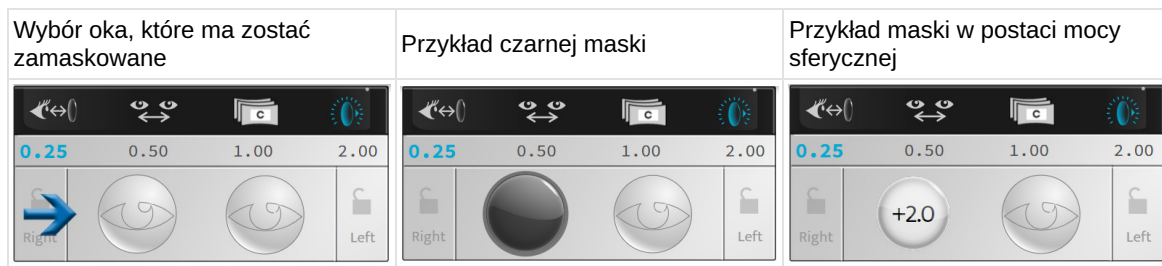 Wybór oka, które ma zostać
zamaskowane
Przykład czarnej maski
Przykład maski w postaci mocy
sferycznej
C
0.25 0.50 1.00 2.00
Right
Left
C
0.25 0.50 1.00 2.00
Right
Left
C
0.25 0.50 1.00 2.00
Right
+2.0
Left